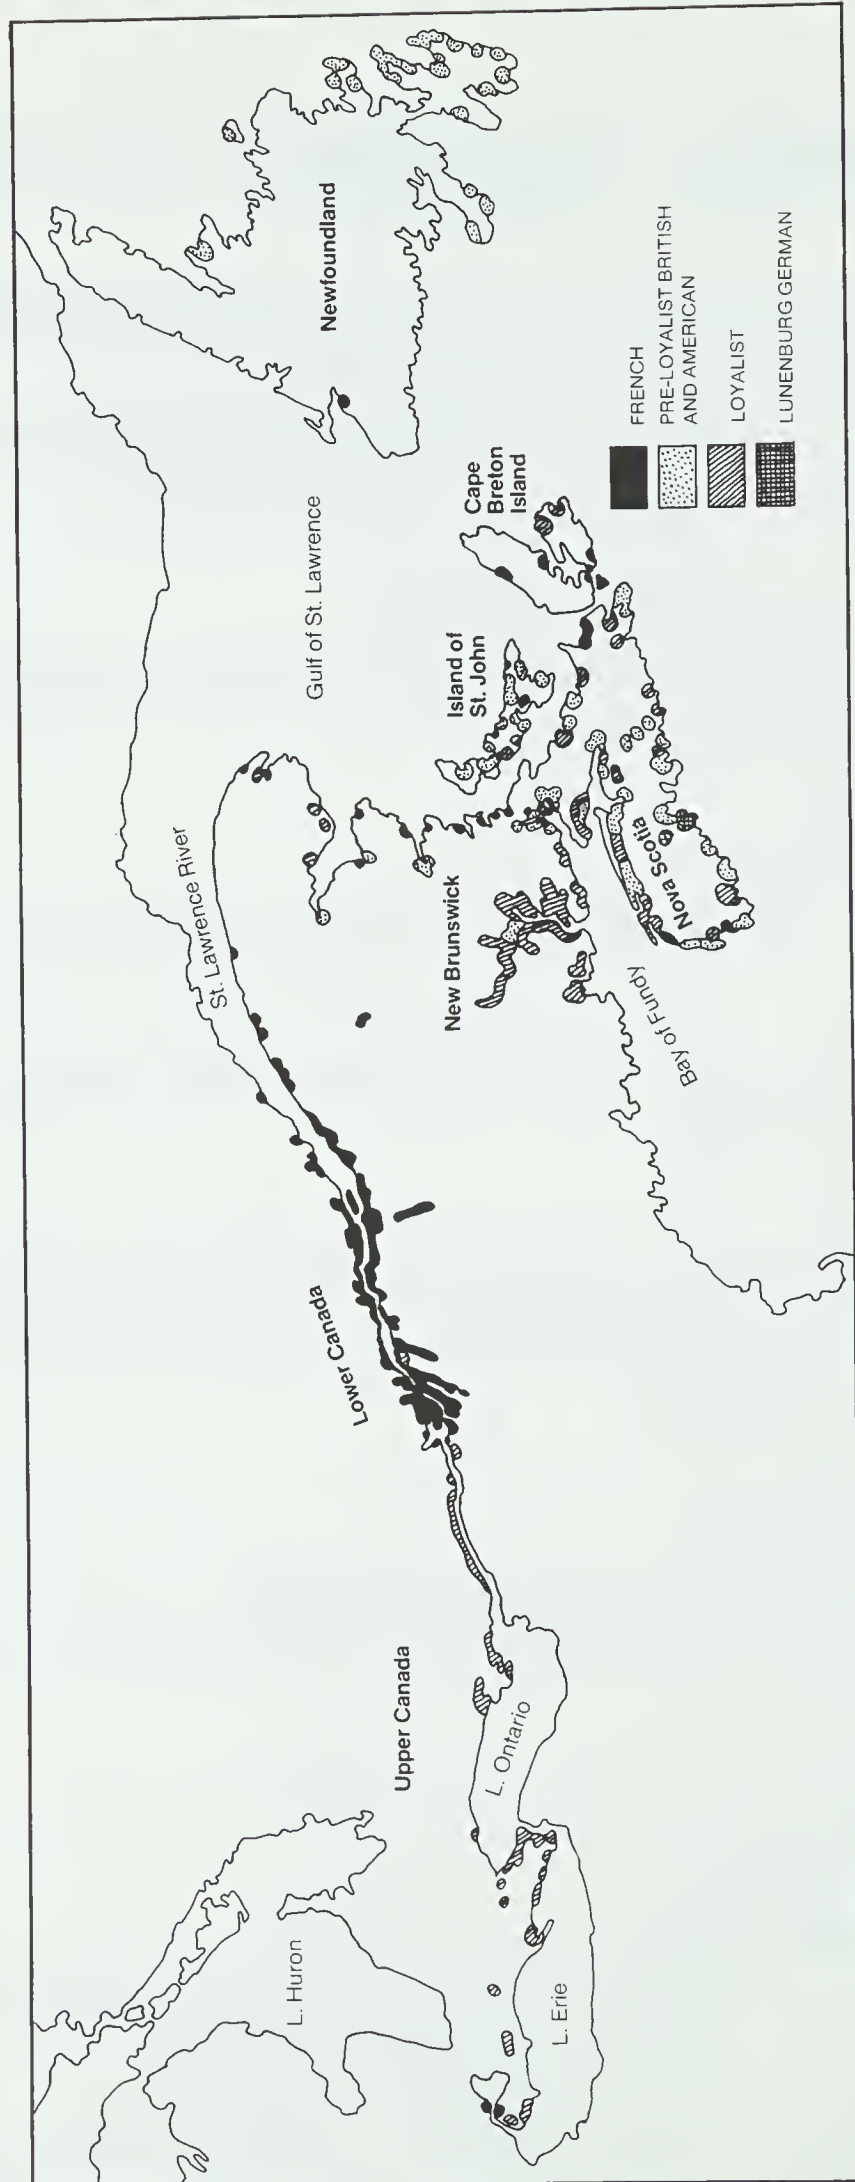 Newfoundland
Gulf of St. Lawrence
St. Lawrence River
Cape
Breton
Island
Island of
St. John
New Brunswick
Nova Scotia
Bay of Fundy
Lower Canada
Upper Canada
L. Ontario
L. Huron
L. Erie
FRENCH
PRE-LOYALIST BRITISH
AND AMERICAN
LOYALIST
LUNENBURG GERMAN